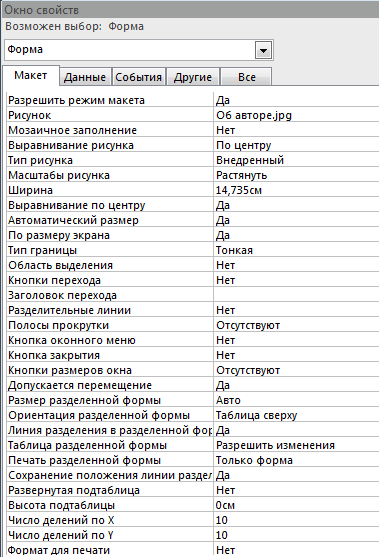 Окно свойств
Возможен выбор: Форма
Форма
Макет Данные События Другие Все
Разрешить режим макета Да
Рисунок Об авторе.jpg
Мозаичное заполнение Нет
Выравнивание рисунка По центру
Тип рисунка Внедренный
Масштабы рисунка Растянуть
Ширина 14,735см
Выравнивание по центру Да
Автоматический размер Да
По размеру экрана Да
Тип границы Тонкая
Область выделения Нет
Кнопки перехода Нет
Заголовок перехода
Разделительные линии Нет
Полосы прокрутки Отсутствуют
Кнопка оконного меню Нет
Кнопка закрытия Нет
Кнопки размеров окна Отсутствуют
Допускается перемещение Да
Размер разделенной формы Авто
Ориентация разделенной формы Таблица сверху
Линия разделения в разделенной фор Да
Таблица разделенной формы Разрешить изменения
Печать разделенной формы Только форма
Сохранение положения линии раздел Да
Развернутая подтаблица Нет
Высота подтаблицы 0см
Число делений по X 10
Число делений по Y 10
Формат для печати Нет